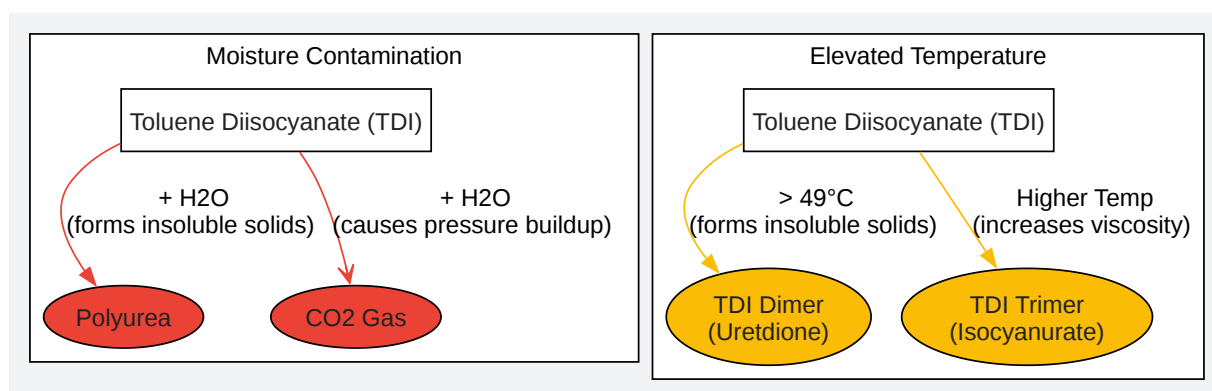 Moisture Contamination
Toluene Diisocyanate (TDI)
+ H2O
(forms insoluble solids)
+ H2O
(causes pressure buildup)
Polyurea
CO2 Gas
Elevated Temperature
Toluene Diisocyanate (TDI)
> 49°C
(forms insoluble solids)
Higher Temp
(increases viscosity)
TDI Dimer
(Uretdione)
TDI Trimer
(Isocyanurate)